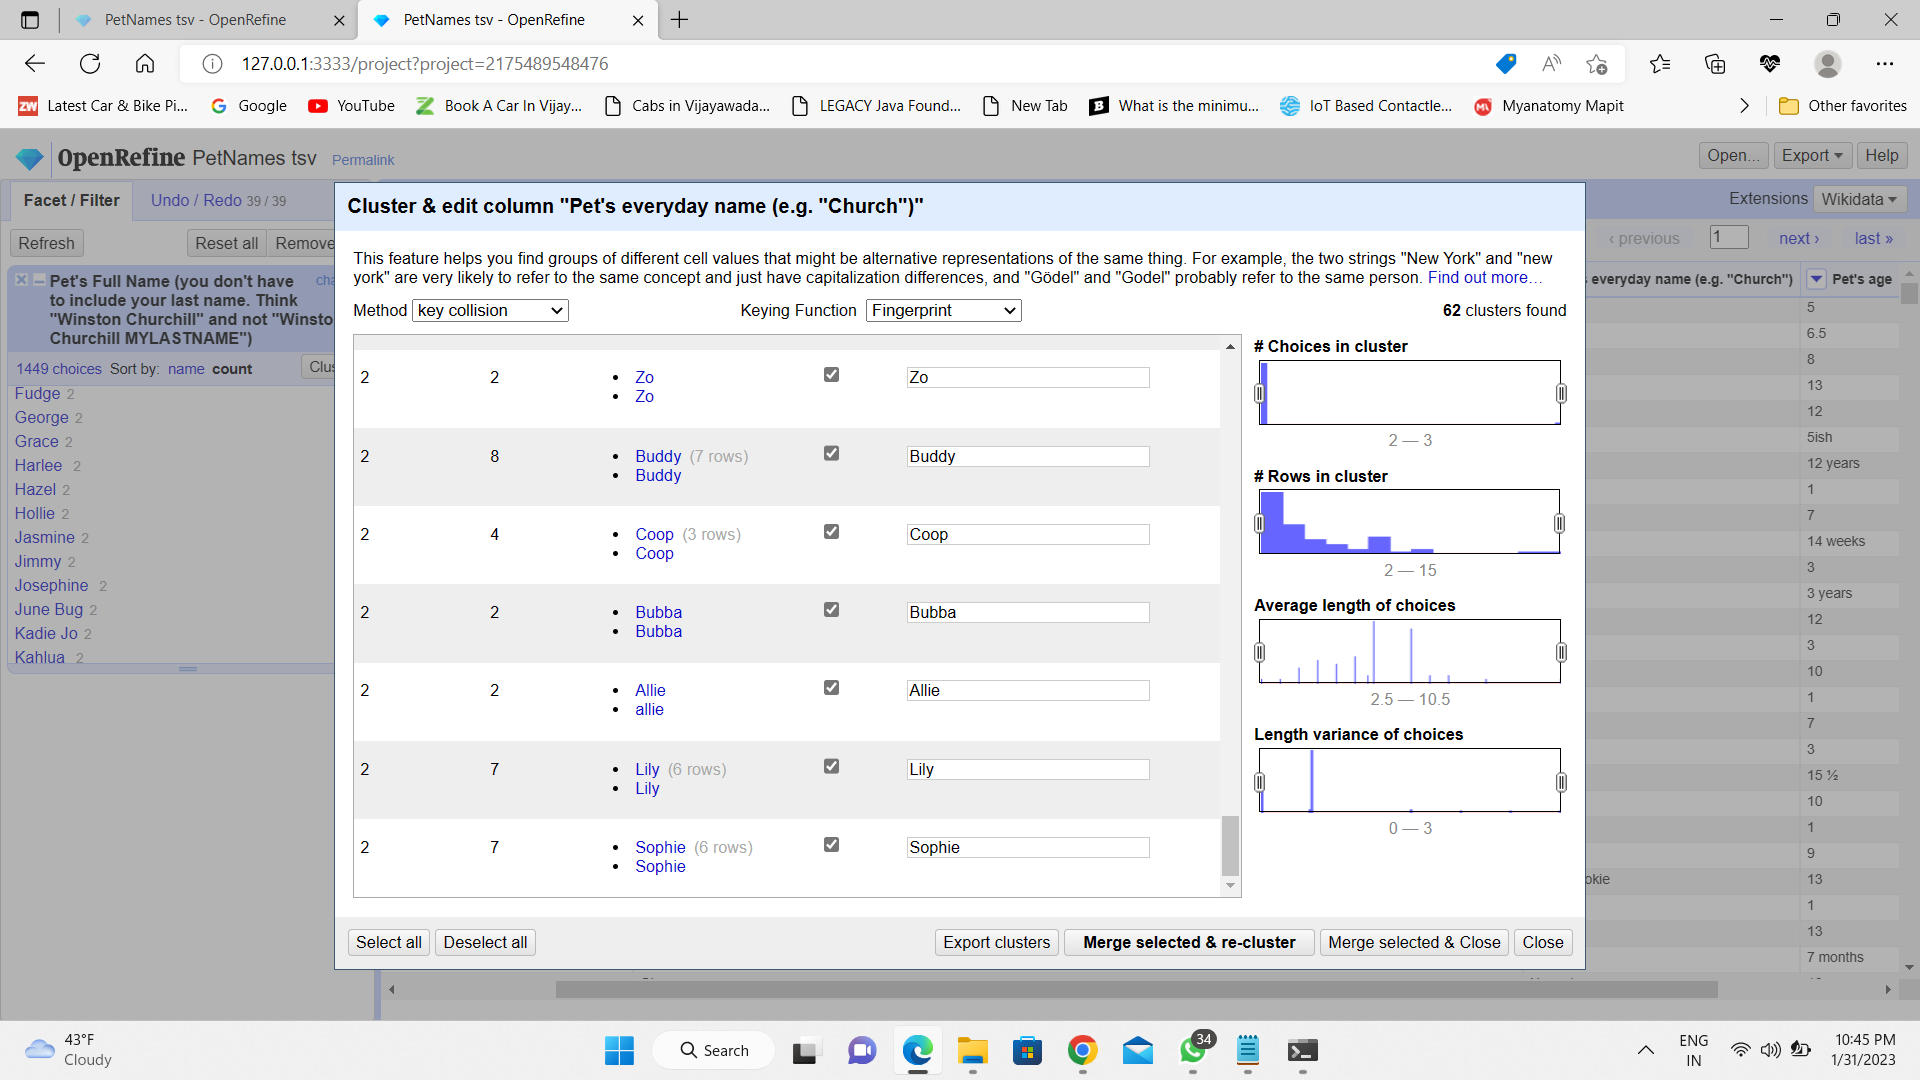 PetNames tsv - OpenRefine
PetNames tsv - OpenRefine
127.0.0.1:3333/project?project=2175489548476
Latest Car & Bike Pi...
Google
YouTube
Book A Car In Vijay...
Cabs in Vijayawada...
LEGACY Java Found...
New Tab
What is the minimu...
IoT Based Contactle...
Myanatomy Mapit
Other favorites
OpenRefine PetNames tsv Permalink
Open... Export Help
Facet / Filter Undo / Redo 39 / 39
Extensions Wikidata
Refresh Reset all Remove
‹ previous 1 next › last »
Pet's Full Name (you don't have
to include your last name. Think
"Winston Churchill" and not "Winsto
Churchill MYLASTNAME")
cha
1449 choices Sort by: name count Clus
Fudge 2
George 2
Grace 2
Harlee 2
Hazel 2
Hollie 2
Jasmine 2
Jimmy 2
Josephine 2
June Bug 2
Kadie Jo 2
Kahlua 2
Cluster & edit column "Pet's everyday name (e.g. "Church")"
This feature helps you find groups of different cell values that might be alternative representations of the same thing. For example, the two strings "New York" and "new
york" are very likely to refer to the same concept and just have capitalization differences, and "Gödel" and "Godel" probably refer to the same person. Find out more…
Method key collision Keying Function Fingerprint 62 clusters found
2 2 Zo Zo
Zo
2 8 Buddy (7 rows) Buddy
Buddy
2 4 Coop (3 rows) Coop
Coop
2 2 Bubba Bubba
Bubba
2 2 Allie Allie
allie
2 7 Lily (6 rows) Lily
Lily
2 7 Sophie (6 rows) Sophie
Sophie
# Choices in cluster
2 — 3
# Rows in cluster
2 — 15
Average length of choices
2.5 — 10.5
Length variance of choices
0 — 3
Select all Deselect all Export clusters Merge selected & re-cluster Merge selected & Close Close
everyday name (e.g. "Church") Pet's age
5
6.5
8
13
12
5ish
12 years
1
7
14 weeks
3
3 years
12
3
10
1
7
3
15 ½
10
1
9
okie 13
1
13
7 months
43°F
Cloudy
Search
34
ENG
IN
10:45 PM
1/31/2023